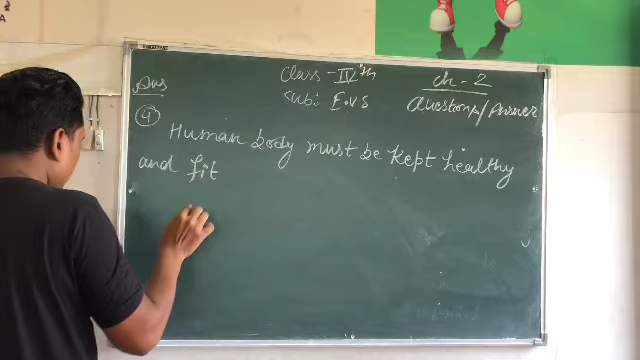 Class - IVth
Ch - 2
Sub: E.V.S
Question/Answer
Ans
4
Human body must be kept healthy
and fit